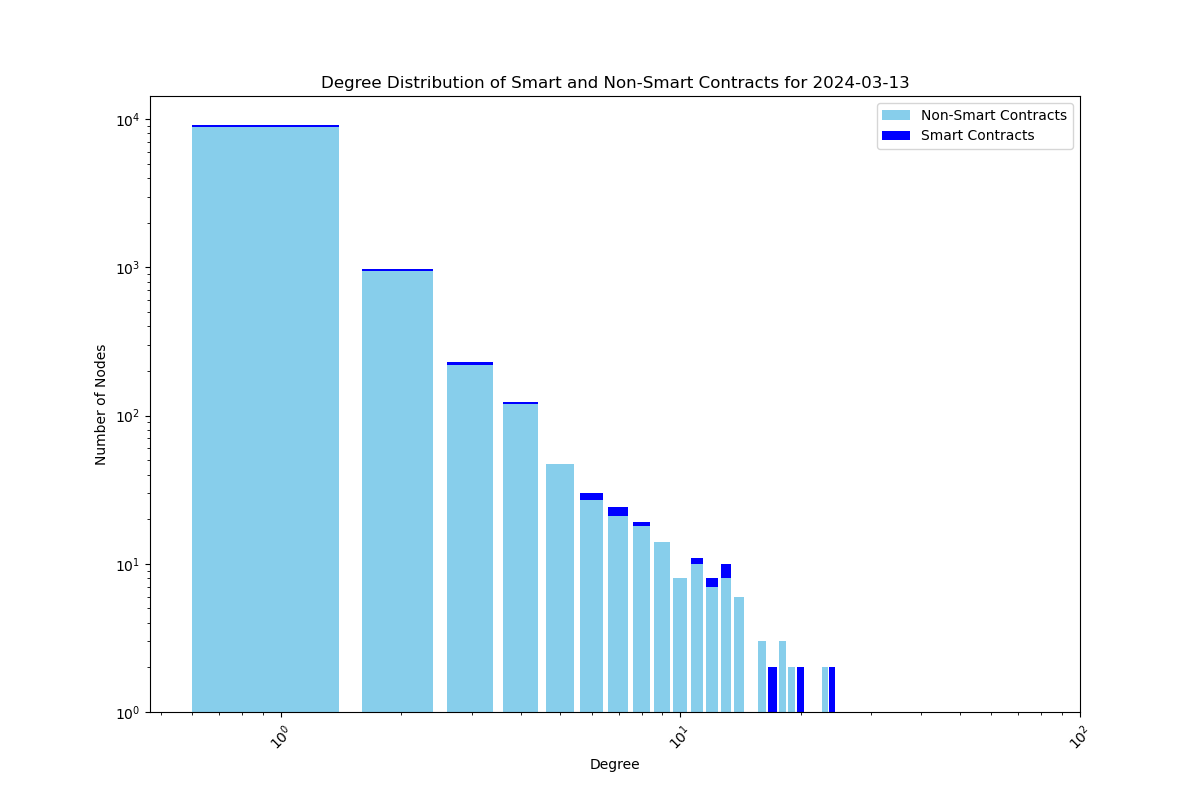 Degree Distribution of Smart and Non-Smart Contracts for 2024-03-13
Non-Smart Contracts
Smart Contracts
Number of Nodes
10⁴
10³
10²
10¹
10⁰
10⁰
10¹
10²
Degree